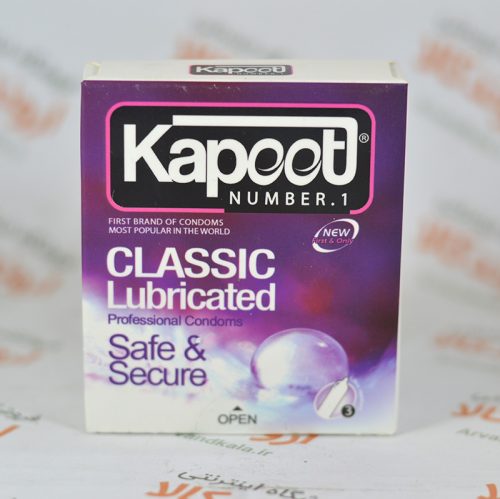 Kapoot
Kapoot®
NUMBER.1
FIRST BRAND OF CONDOMS
MOST POPULAR IN THE WORLD
NEW
First & Only
CLASSIC
Lubricated
Professional Condoms
Safe &
Secure
3
OPEN